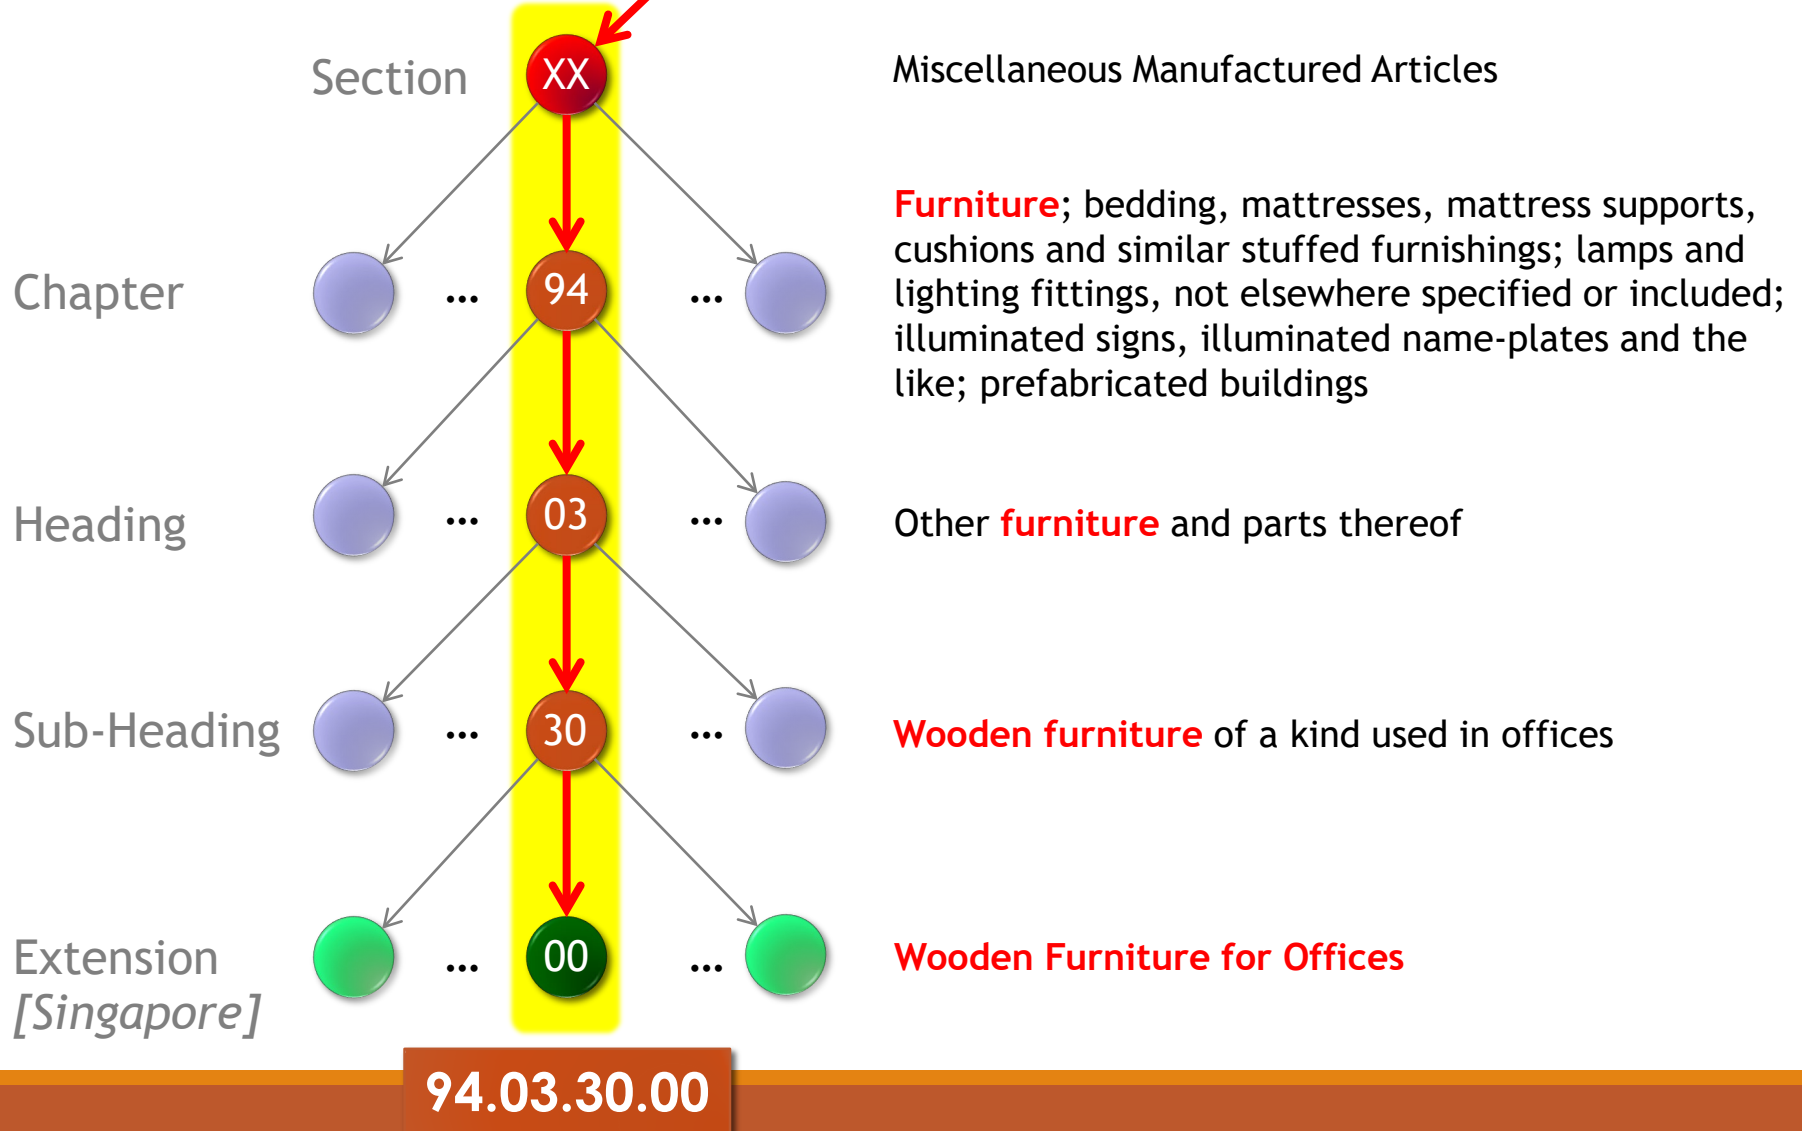 Section XX Miscellaneous Manufactured Articles
Furniture; bedding, mattresses, mattress supports,
cushions and similar stuffed furnishings; lamps and
Chapter ... 94 ... lighting fittings, not elsewhere specified or included;
illuminated signs, illuminated name-plates and the
like; prefabricated buildings
Heading ... 03 ... Other furniture and parts thereof
Sub-Heading ... 30 ... Wooden furniture of a kind used in offices
Extension ... 00 ... Wooden Furniture for Offices
[Singapore]
94.03.30.00